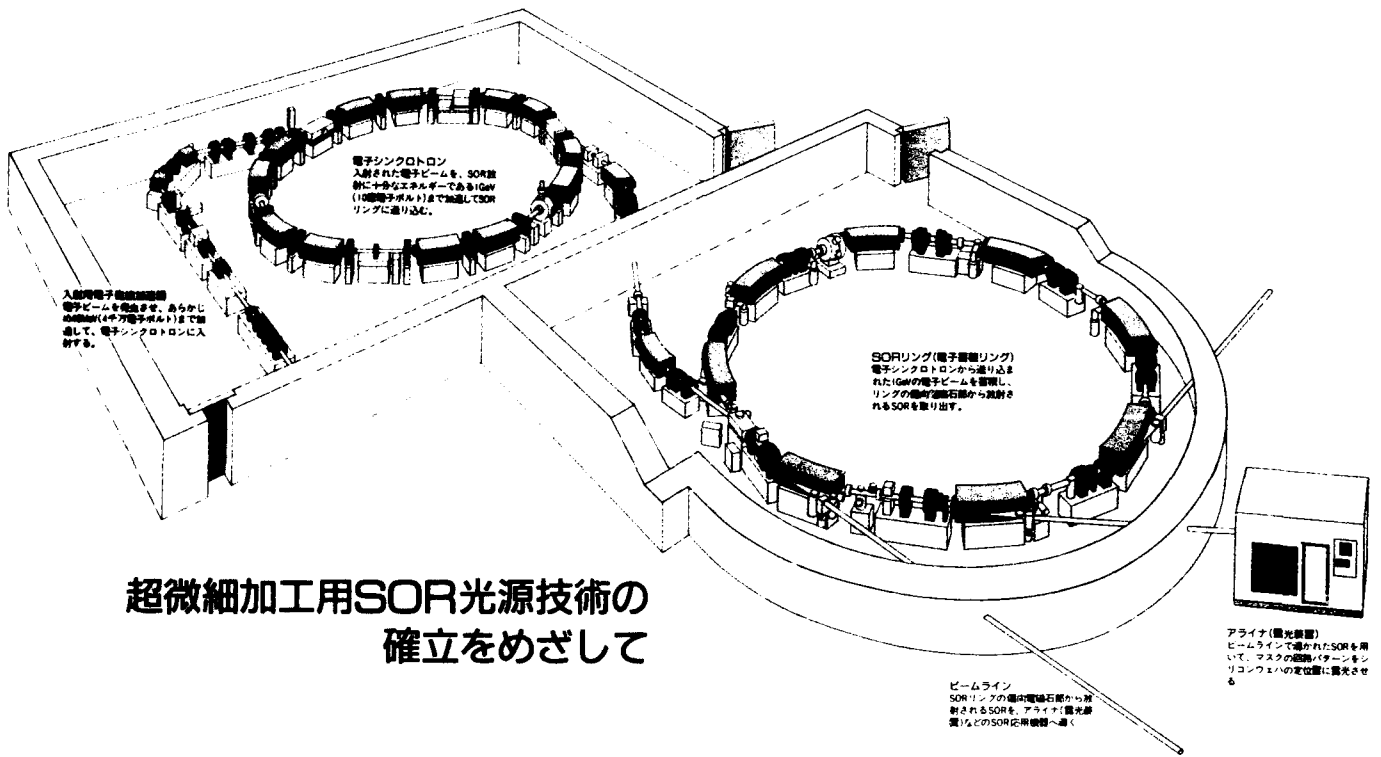 電子シンクロトロン
入射された電子ビームを、SOR放
射に十分なエネルギーである1GeV
(10億電子ボルト)まで加速してSOR
リングに送り込む。
入射用電子直線加速器
電子ビームを発生させ、あらかじ
(4千万電子ボルト)まで加
速して、電子シンクロトロンに入
射する。
SORリング(電子蓄積リング)
電子シンクロトロンから送り込ま
れた1GeVの電子ビームを蓄積し、
リングの偏向電磁石部から放射さ
れるSORを取り出す。
超微細加工用SOR光源技術の
確立をめざして
アライナ(露光装置)
ビームラインで導かれたSORを用
いて、マスクの回路パターンをシ
リコンウェハの定位置に露光させ
る
ビームライン
SORリングの偏向電磁石部から放
射されるSORを、アライナ(露光装
置)などのSOR応用機器へ導く